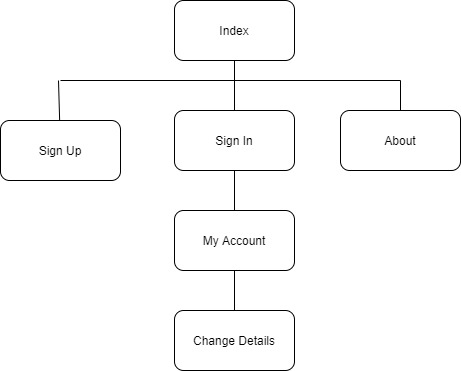 Index
Sign Up
Sign In
About
My Account
Change Details